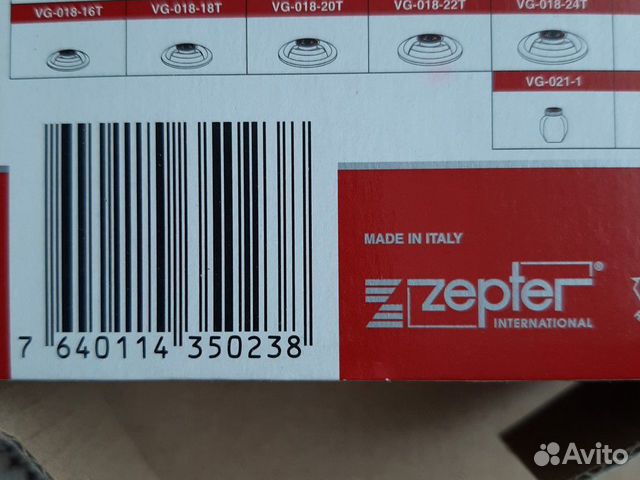 VG-018-16T VG-018-18T VG-018-20T VG-018-22T VG-018-24T
VG-021-1
MADE IN ITALY
zepter®
INTERNATIONAL
7 640114 350238
Avito